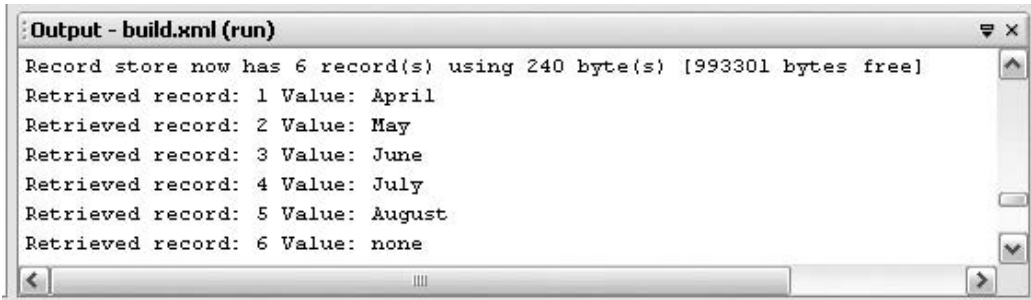 Output - build.xml (run)
Record store now has 6 record(s) using 240 byte(s) [993301 bytes free]
Retrieved record: 1 Value: April
Retrieved record: 2 Value: May
Retrieved record: 3 Value: June
Retrieved record: 4 Value: July
Retrieved record: 5 Value: August
Retrieved record: 6 Value: none